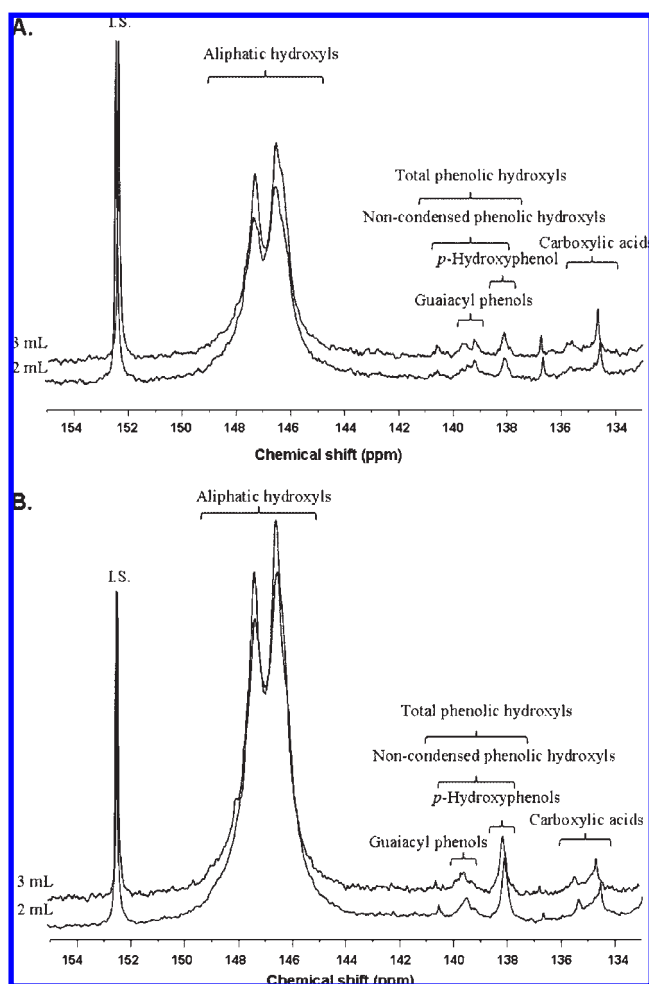 A.
I.S.
Aliphatic hydroxyls
Total phenolic hydroxyls
Non-condensed phenolic hydroxyls
Carboxylic acids
p-Hydroxyphenol
Guaiacyl phenols
3 mL
2 mL
154 152 150 148 146 144 142 140 138 136 134
Chemical shift (ppm)
B.
Aliphatic hydroxyls
I.S.
Total phenolic hydroxyls
Non-condensed phenolic hydroxyls
p-Hydroxyphenols
Carboxylic acids
Guaiacyl phenols
3 mL
2 mL
154 152 150 148 146 144 142 140 138 136 134
Chemical shift (ppm)